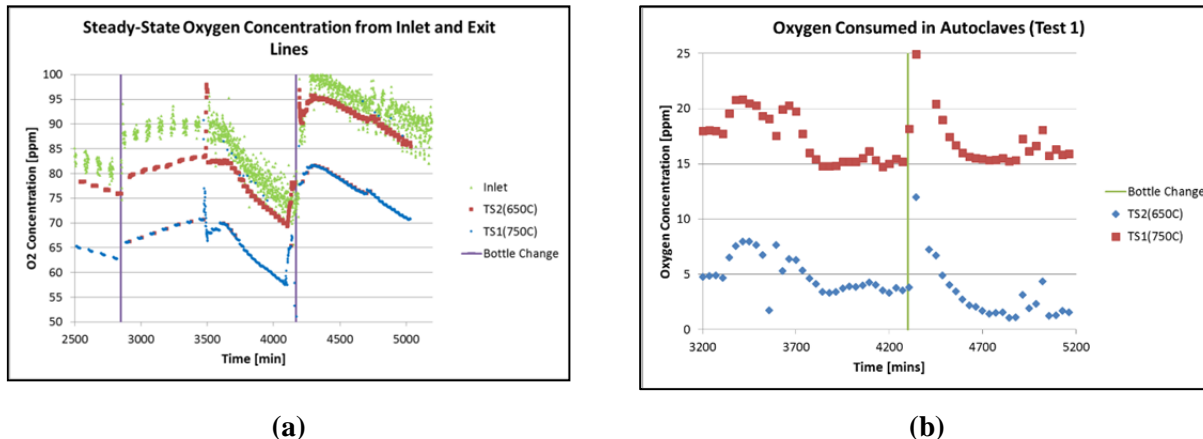 Steady-State Oxygen Concentration from Inlet and Exit
Lines
O2 Concentration [ppm]
100
95
90
85
80
75
70
65
60
55
50
2500
3000
3500
4000
4500
5000
Time [min]
Inlet
TS2(650C)
TS1(750C)
Bottle Change
(a)
Oxygen Consumed in Autoclaves (Test 1)
Oxygen Concentration [ppm]
25
20
15
10
5
0
3200
3700
4200
4700
5200
Time [mins]
Bottle Change
TS2(650C)
TS1(750C)
(b)